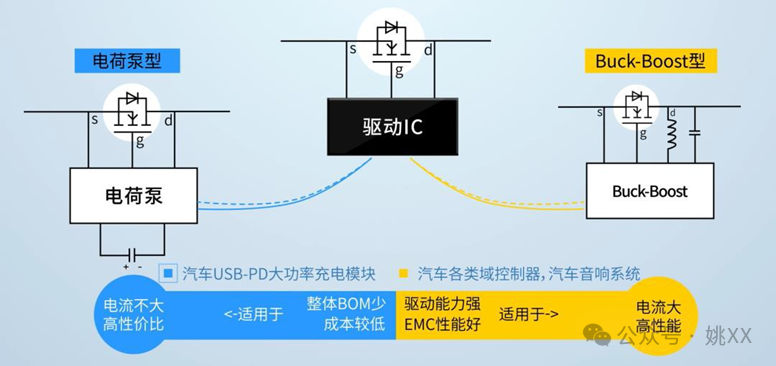 电荷泵型
s
d
g
驱动IC
Buck-Boost型
s
d
g
电荷泵
+ -
s
d
g
Buck-Boost
汽车USB-PD大功率充电模块
汽车各类域控制器,汽车音响系统
电流不大
高性价比
<-适用于
整体BOM少
成本较低
驱动能力强
EMC性能好
适用于->
电流大
高性能
公众号·姚XX